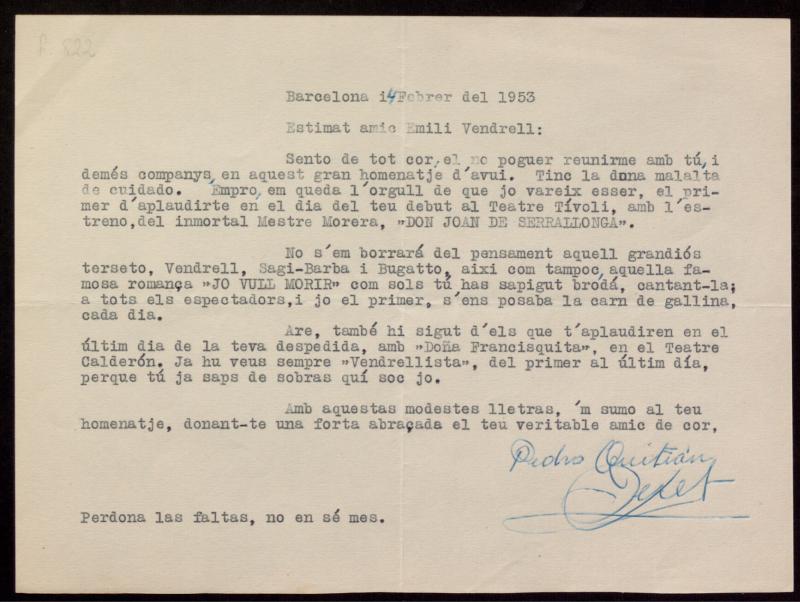 R. 822
Barcelona 14 Febrer del 1953
Estimat amic Emili Vendrell:
Sento de tot cor, el no poguer reunirme amb tú, i
demés companys, en aquest gran homenatje d'avui. Tinc la dona malalta
de cuidado. Empro, em queda l'orgull de que jo vareix esser, el pri-
mer d'aplaudirte en el dia del teu debut al Teatre Tívoli, amb l'es-
treno, del inmortal Mestre Morera, "DON JOAN DE SERRALLONGA".
No s'em borrará del pensament aquell grandiós
terseto, Vendrell, Sagi-Barba i Bugatto, aixi com tampoc, aquella fa-
mosa romança "JO VULL MORIR" com sols tú has sapigut brodá, cantant-la;
a tots els espectadors, i jo el primer, s'ens posaba la carn de gallina,
cada dia.
Are, també hi sigut d'els que t'aplaudiren en el
últim dia de la teva despedida, amb "Doña Francisquita", en el Teatre
Calderón. Ja hu veus sempre "Vendrellista", del primer al últim día,
perque tú ja saps de sobras quí soc jo.
Amb aquestas modestes lletras, 'm sumo al teu
homenatje, donant-te una forta abraçada el teu veritable amic de cor,
Pedro Quitián
Perdona las faltas, no en sé mes.